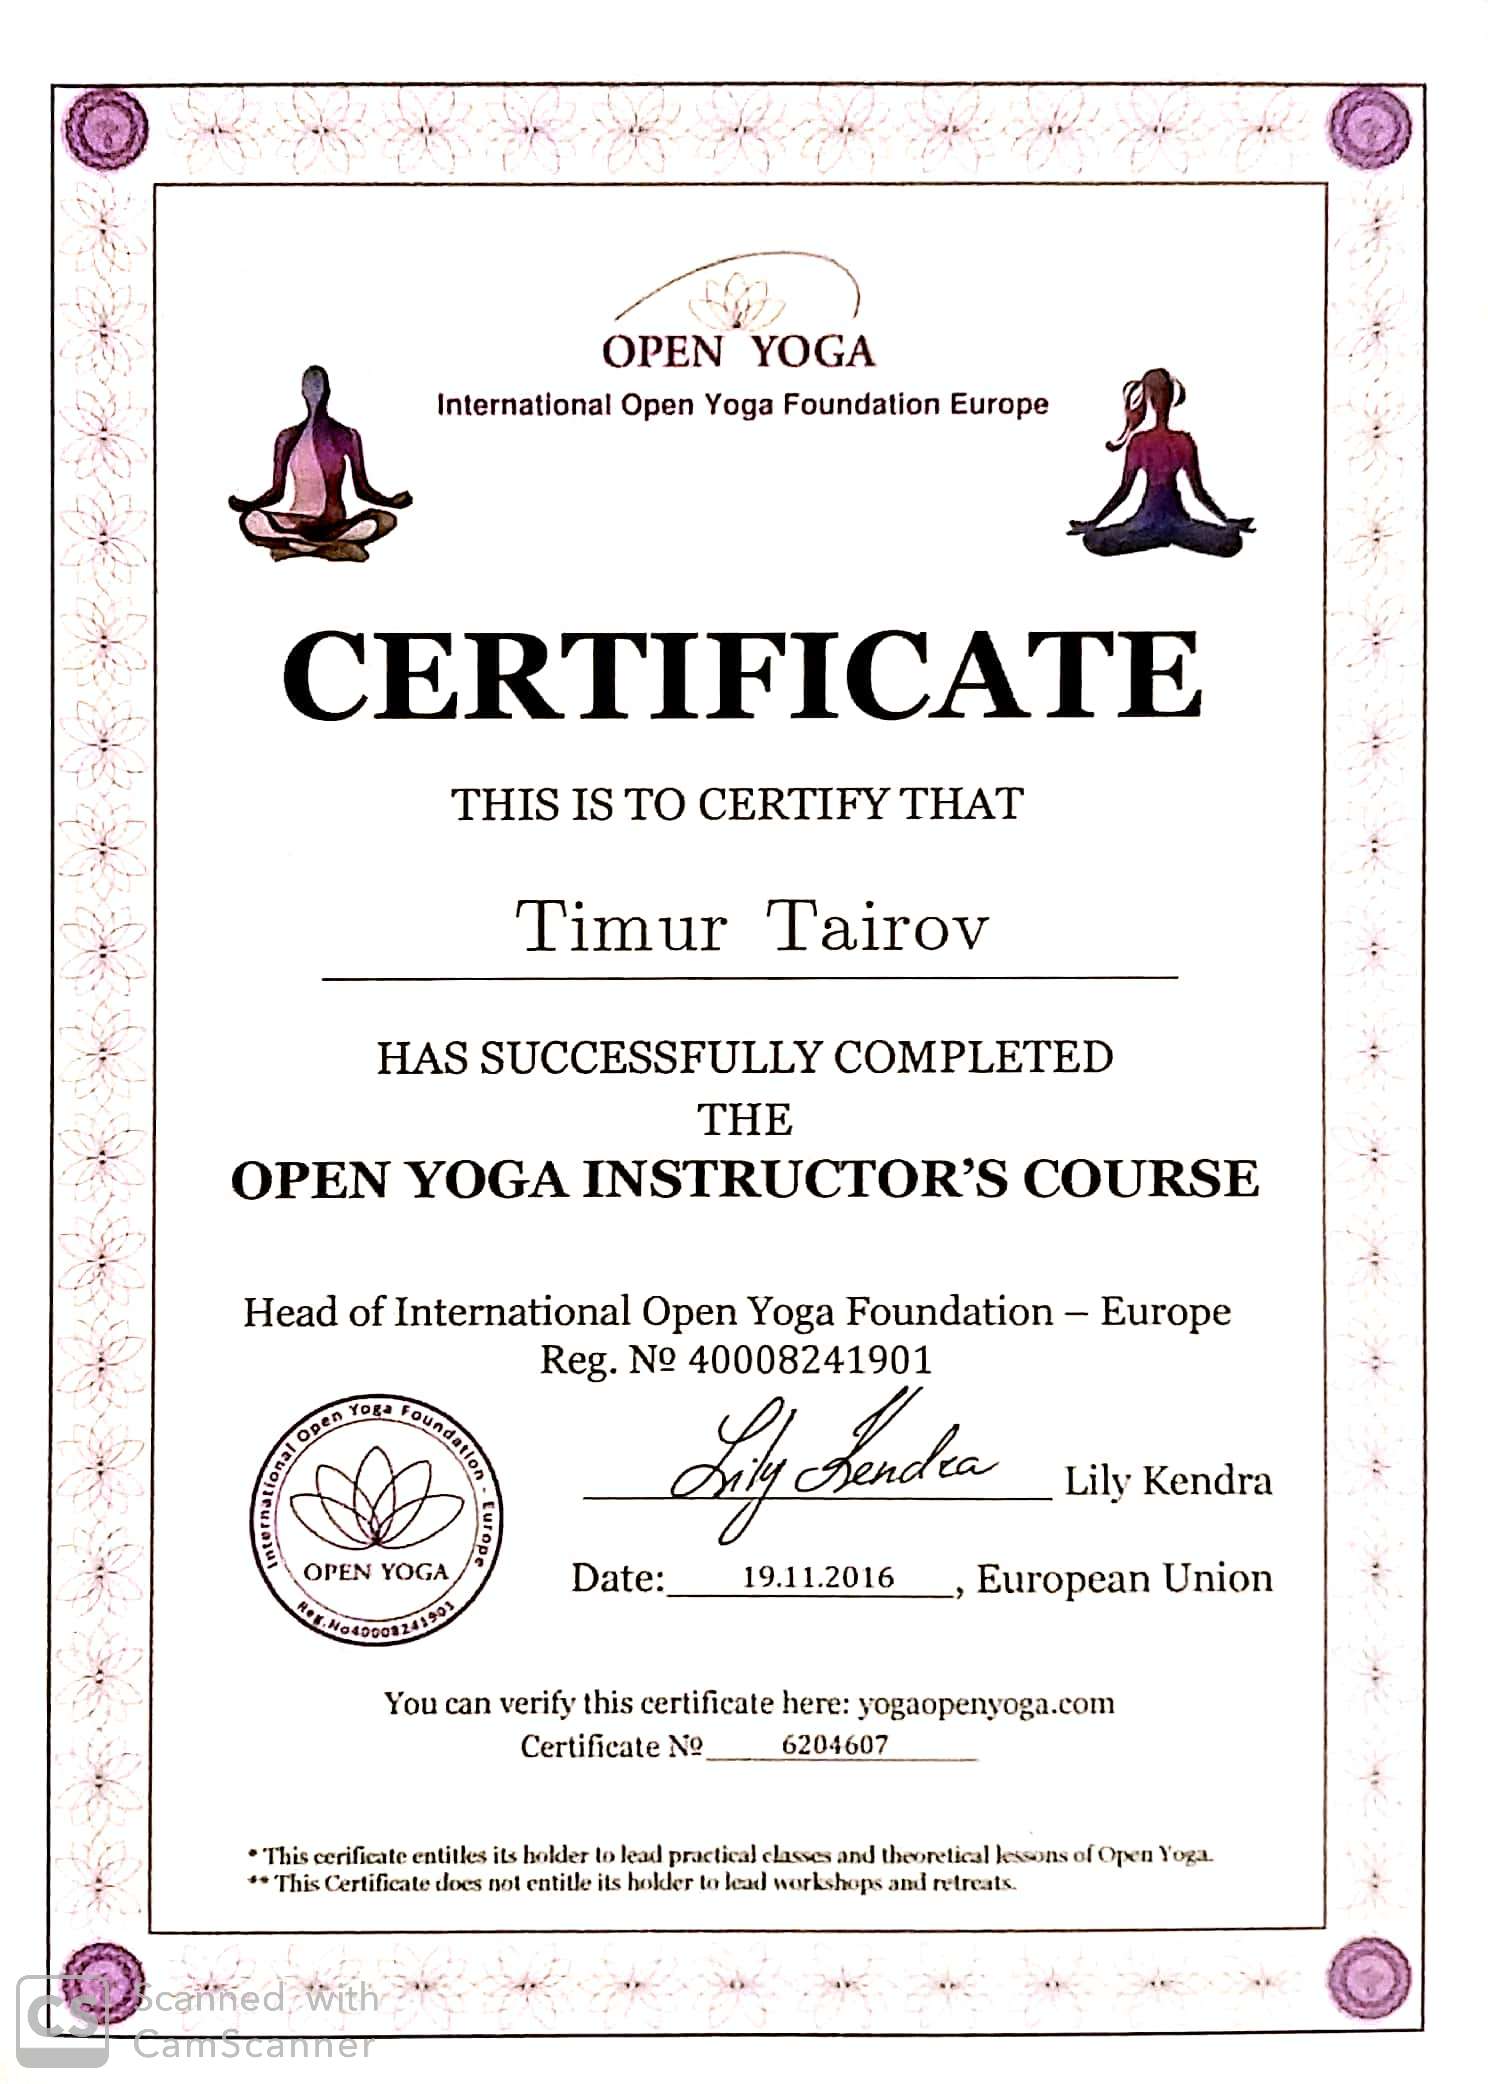 OPEN YOGA
International Open Yoga Foundation Europe
CERTIFICATE
THIS IS TO CERTIFY THAT
Timur Tairov
HAS SUCCESSFULLY COMPLETED
THE
OPEN YOGA INSTRUCTOR'S COURSE
Head of International Open Yoga Foundation – Europe
Reg. № 40008241901
Lily Kendra Lily Kendra
International Open Yoga Foundation - Europe
OPEN YOGA
Reg.No40008241901
Date: 19.11.2016, European Union
You can verify this certificate here: yogaopenyoga.com
Certificate № 6204607
* This cerificate entitles its holder to lead practical classes and theoretical lessons of Open Yoga.
** This Certificate does not entitle its holder to lead workshops and retreats.
CS Scanned with
CamScanner